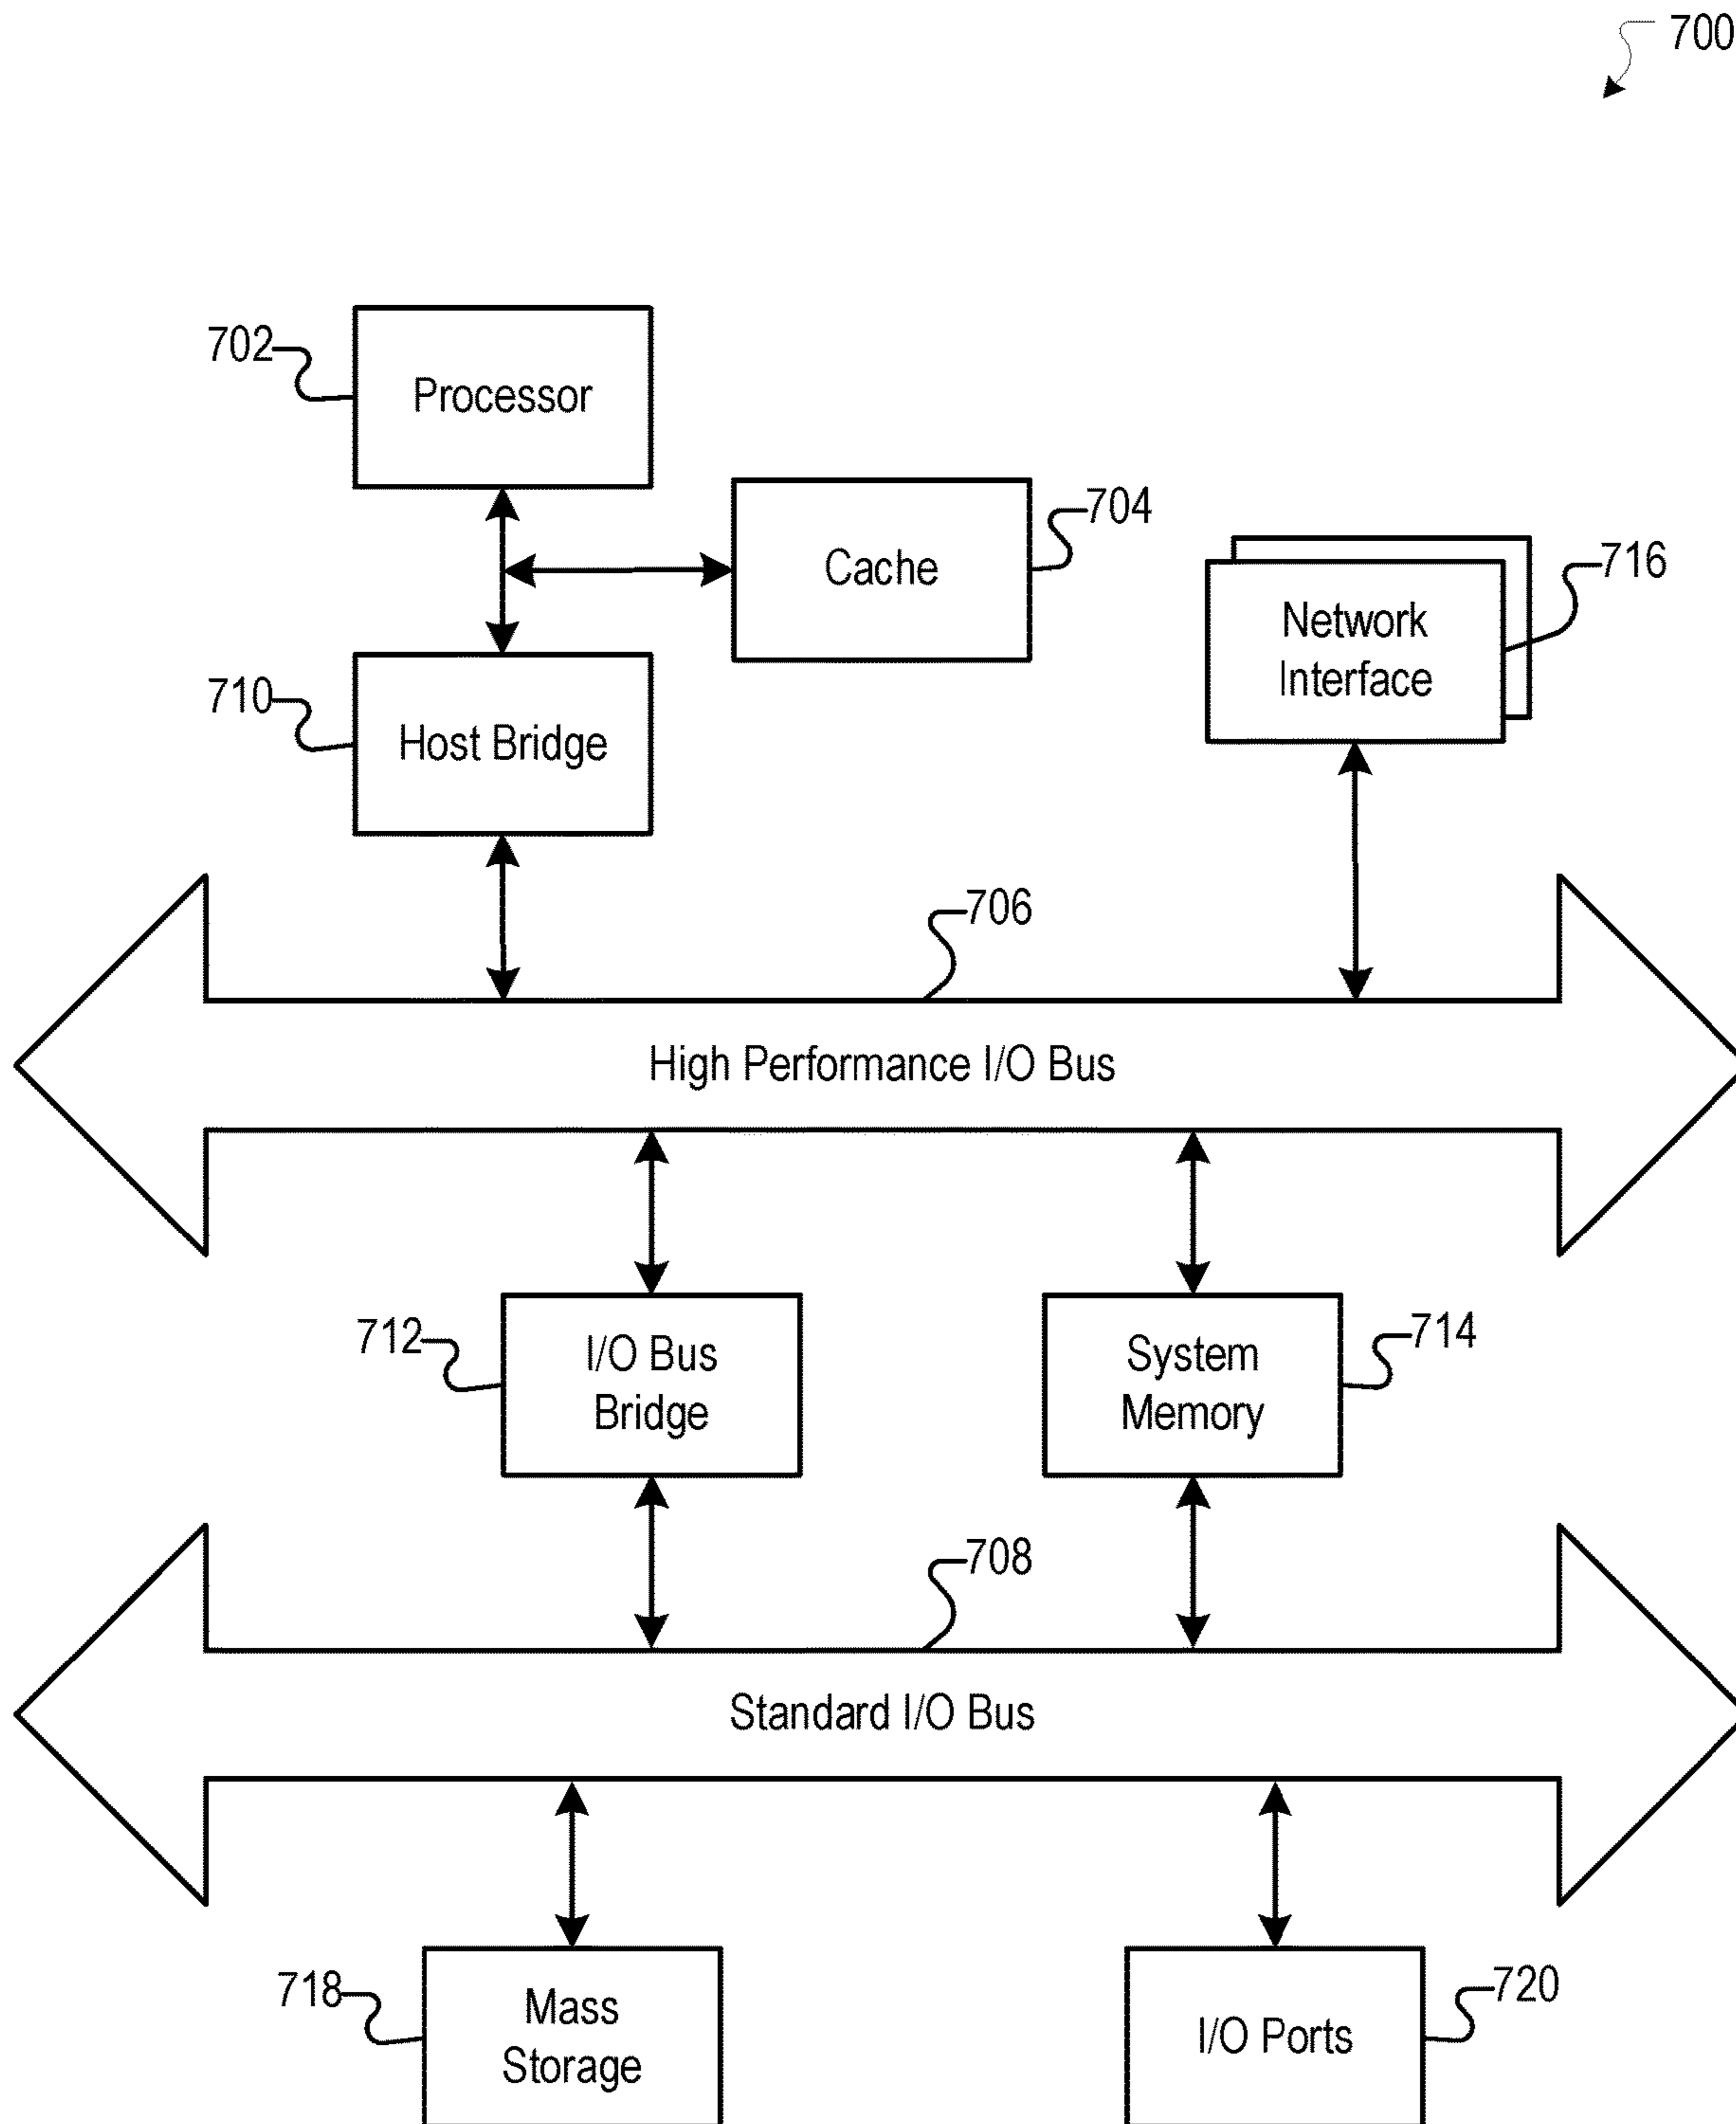 700
702
Processor
704
Cache
716
Network
Interface
710
Host Bridge
706
High Performance I/O Bus
712
I/O Bus
Bridge
714
System
Memory
708
Standard I/O Bus
718
Mass
Storage
720
I/O Ports